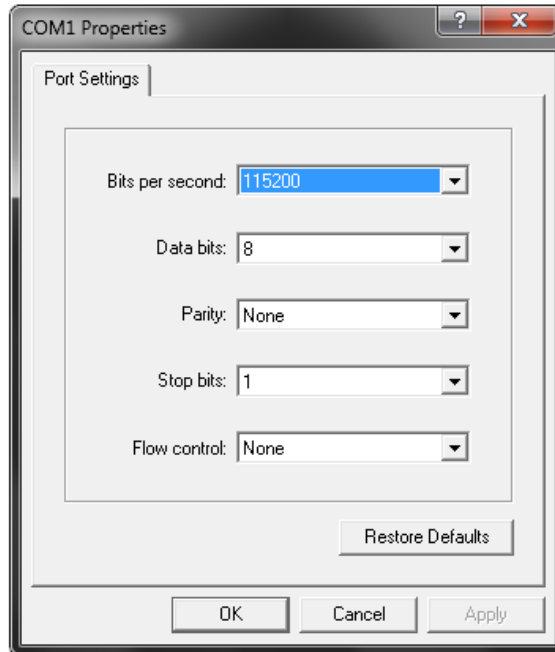 COM1 Properties
?
X
Port Settings
Bits per second: 115200
Data bits: 8
Parity: None
Stop bits: 1
Flow control: None
Restore Defaults
OK Cancel Apply